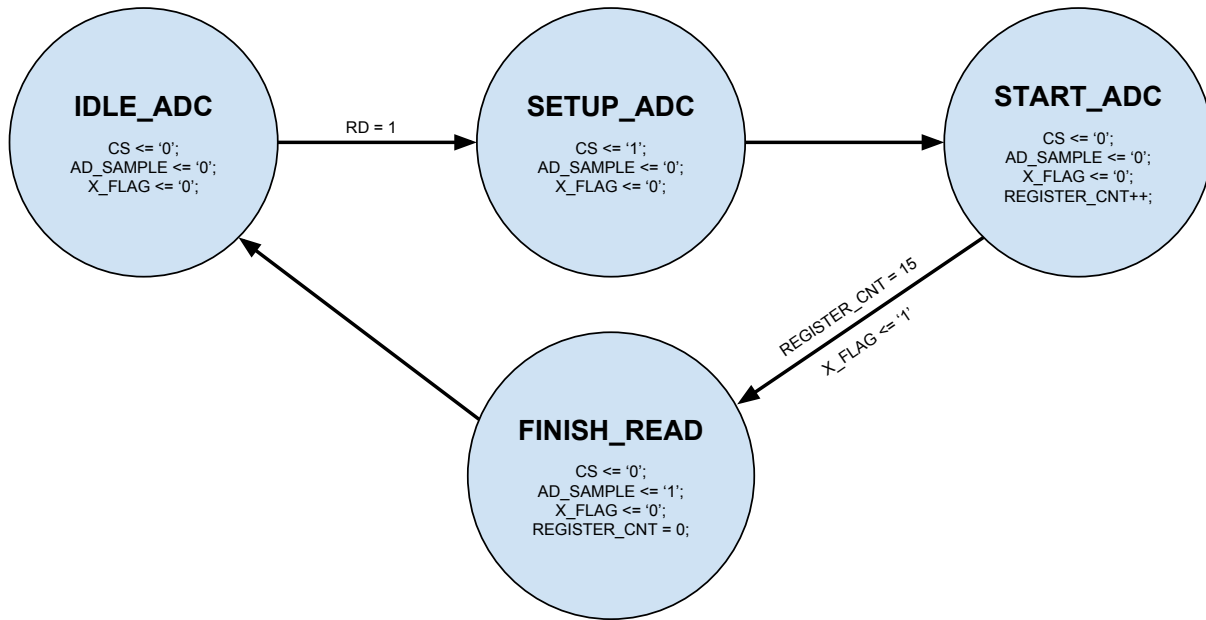 IDLE_ADC
CS <= ‘0’;
AD_SAMPLE <= ‘0’;
X_FLAG <= ‘0’;
RD = 1
SETUP_ADC
CS <= ‘1’;
AD_SAMPLE <= ‘0’;
X_FLAG <= ‘0’;
START_ADC
CS <= ‘0’;
AD_SAMPLE <= ‘0’;
X_FLAG <= ‘0’;
REGISTER_CNT++;
REGISTER_CNT = 15
X_FLAG <= ‘1’
FINISH_READ
CS <= ‘0’;
AD_SAMPLE <= ‘1’;
X_FLAG <= ‘0’;
REGISTER_CNT = 0;